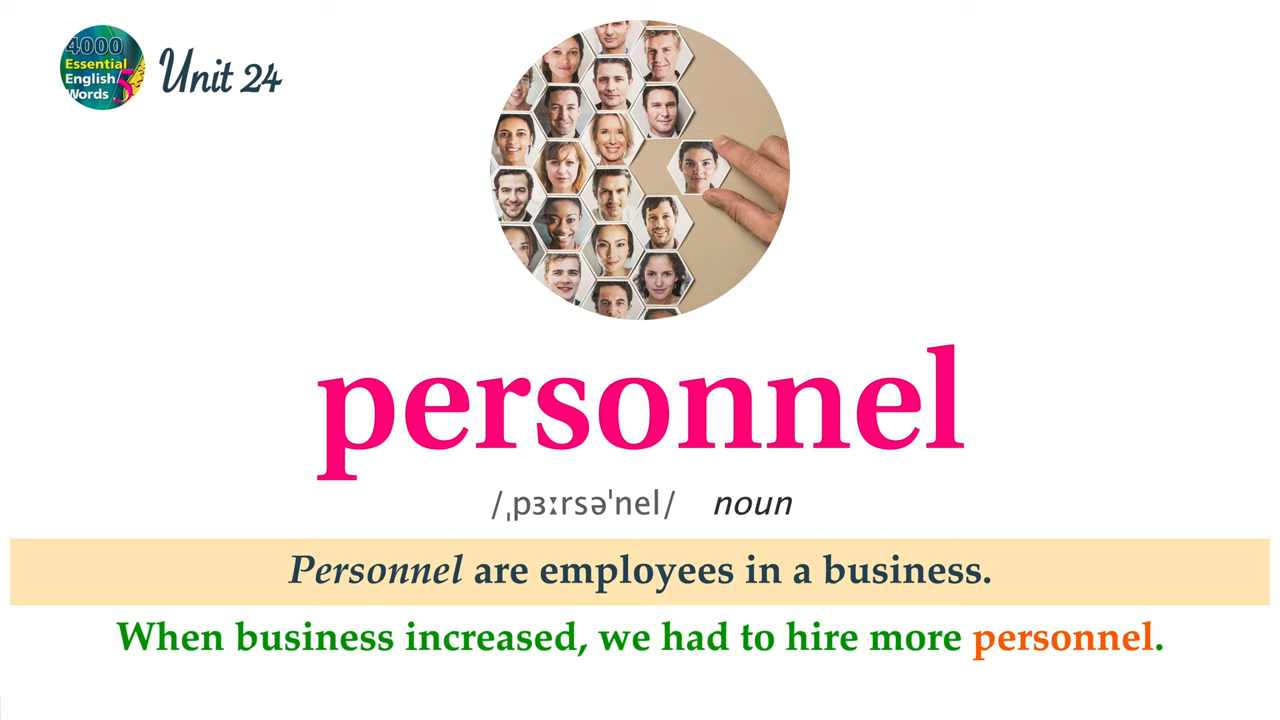 4000
Essential
English
Words 5
Unit 24
personnel
/ˌpɜːrsəˈnel/ noun
Personnel are employees in a business.
When business increased, we had to hire more personnel.